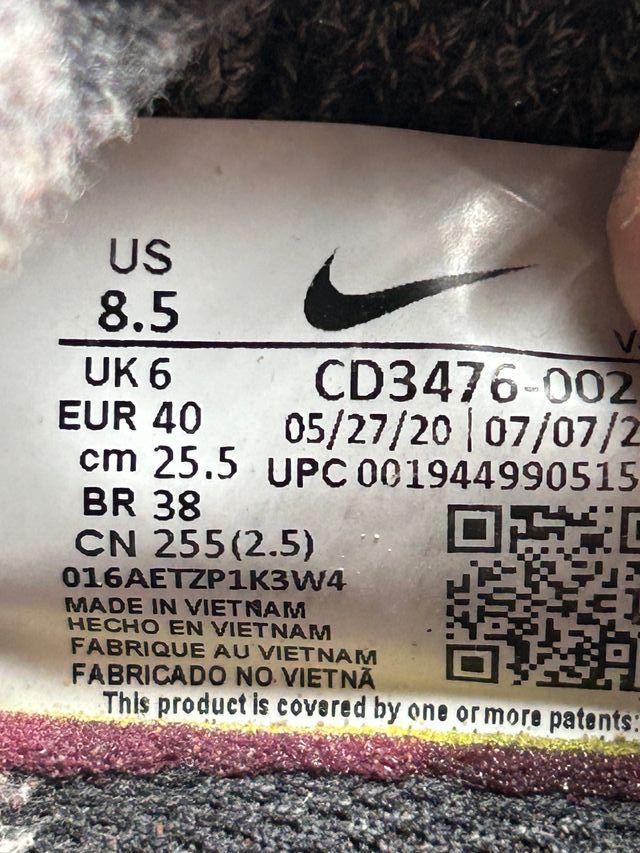 US
8.5
UK 6
EUR 40
cm 25.5
BR 38
CN 255(2.5)
CD3476-002
05/27/20 | 07/07/2
UPC 001944990515
016AETZP1K3W4
MADE IN VIETNAM
HECHO EN VIETNAM
FABRIQUE AU VIETNAM
FABRICADO NO VIETNÃ
This product is covered by one or more patents: